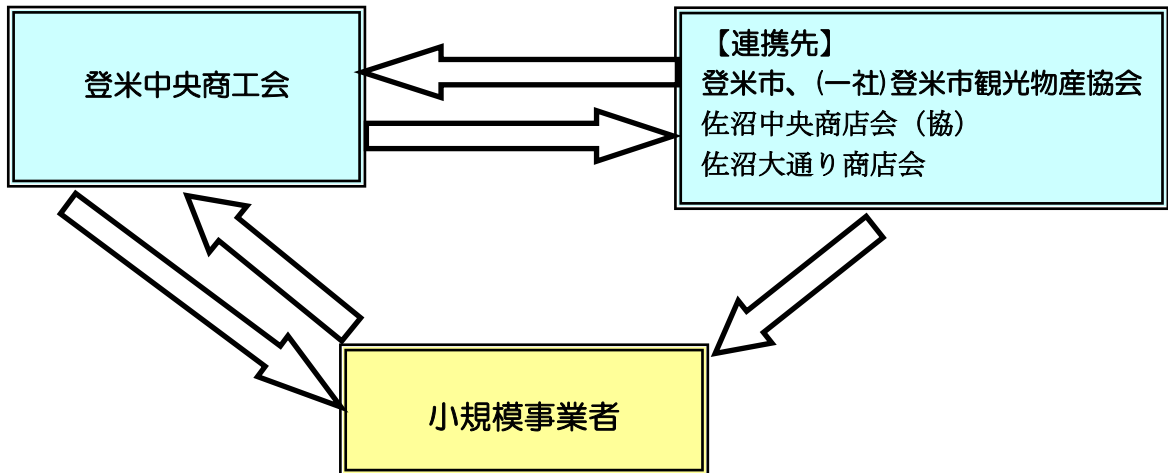 登米中央商工会
【連携先】
登米市、(一社)登米市観光物産協会
佐沼中央商店会（協）
佐沼大通り商店会
小規模事業者